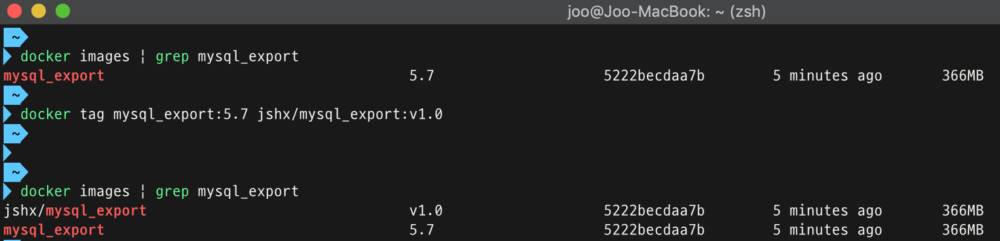 joo@Joo-MacBook: ~ (zsh)
~
docker images ¦ grep mysql_export
mysql_export 5.7 5222becdaa7b 5 minutes ago 366MB
~
docker tag mysql_export:5.7 jshx/mysql_export:v1.0
~
~
docker images ¦ grep mysql_export
jshx/mysql_export v1.0 5222becdaa7b 5 minutes ago 366MB
mysql_export 5.7 5222becdaa7b 5 minutes ago 366MB